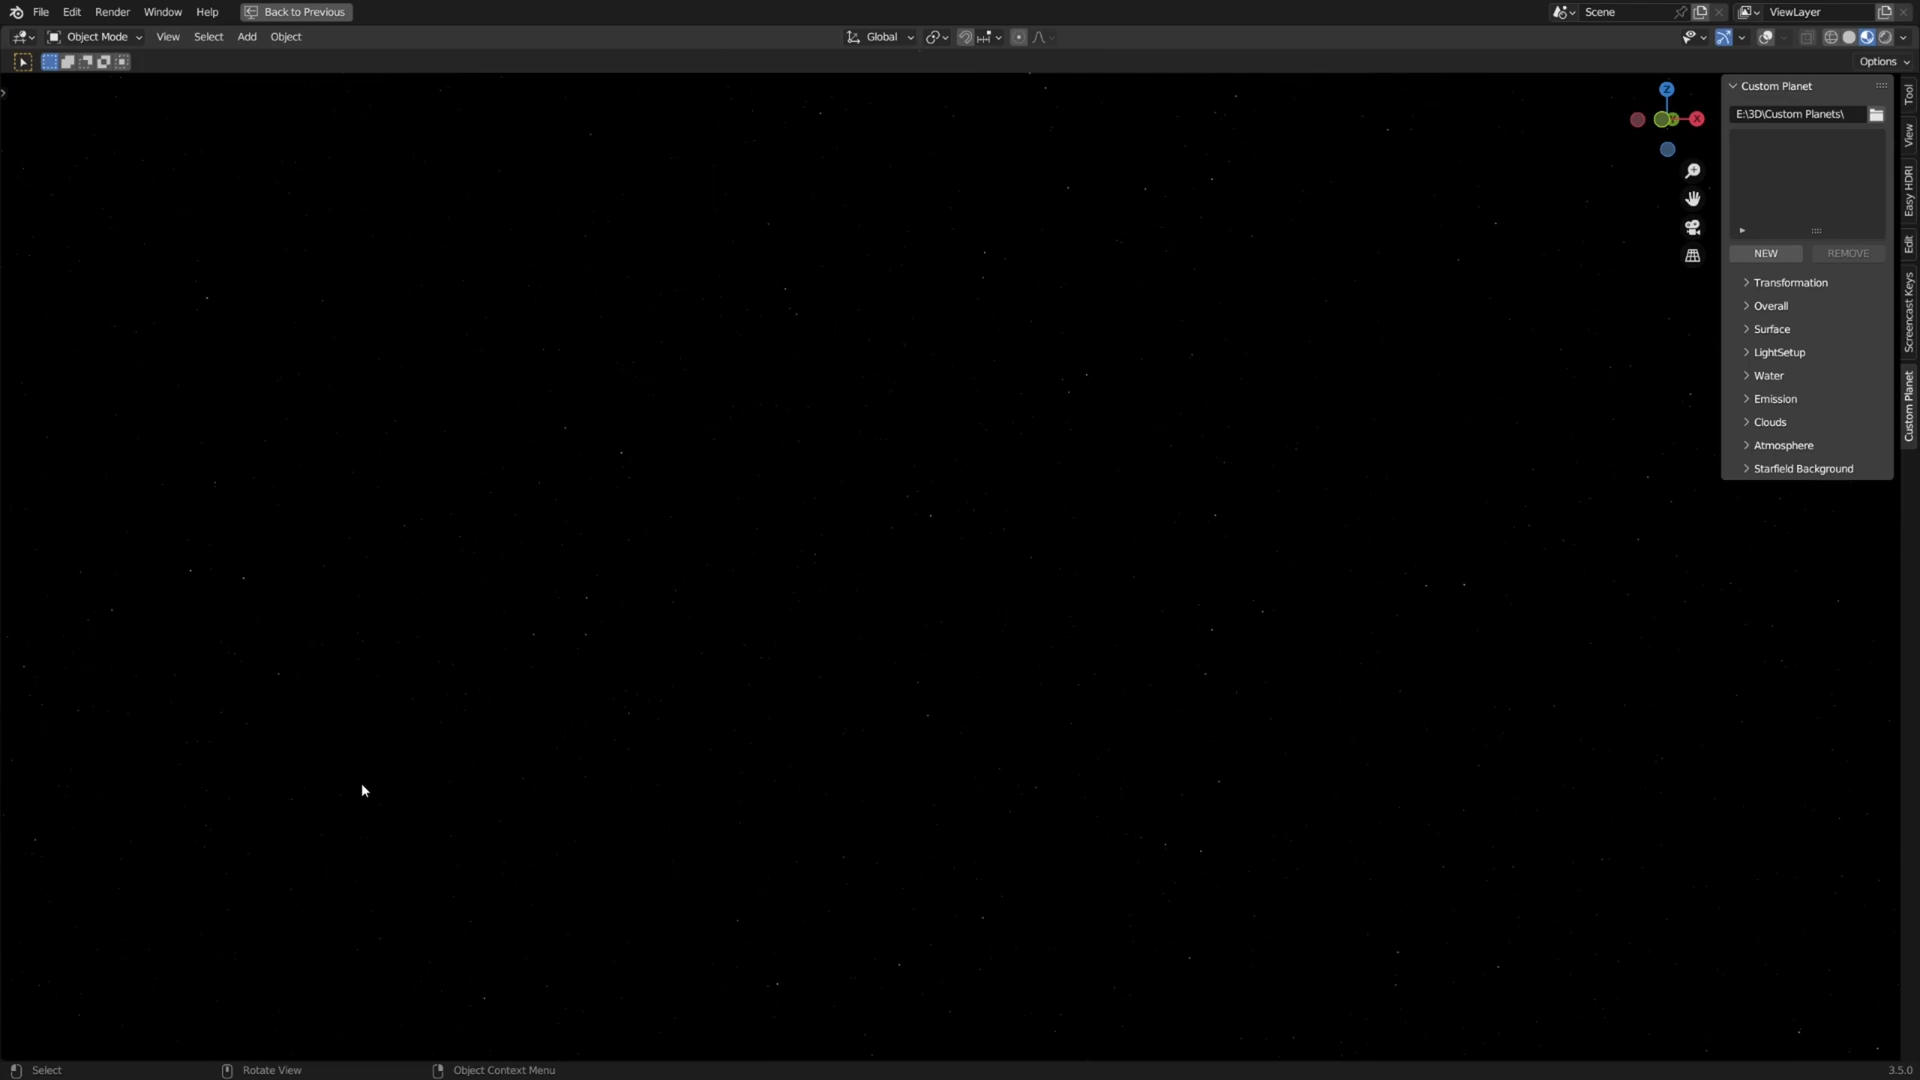 File Edit Render Window Help Back to Previous Scene ViewLayer
Object Mode View Select Add Object Global
Options
Custom Planet
E:\3D\Custom Planets\
NEW REMOVE
Transformation
Overall
Surface
LightSetup
Water
Emission
Clouds
Atmosphere
Starfield Background
Tool
View
Easy HDRI
Edit
Screencast Keys
Custom Planet
Z
Y
X
Select Rotate View Object Context Menu 3.5.0